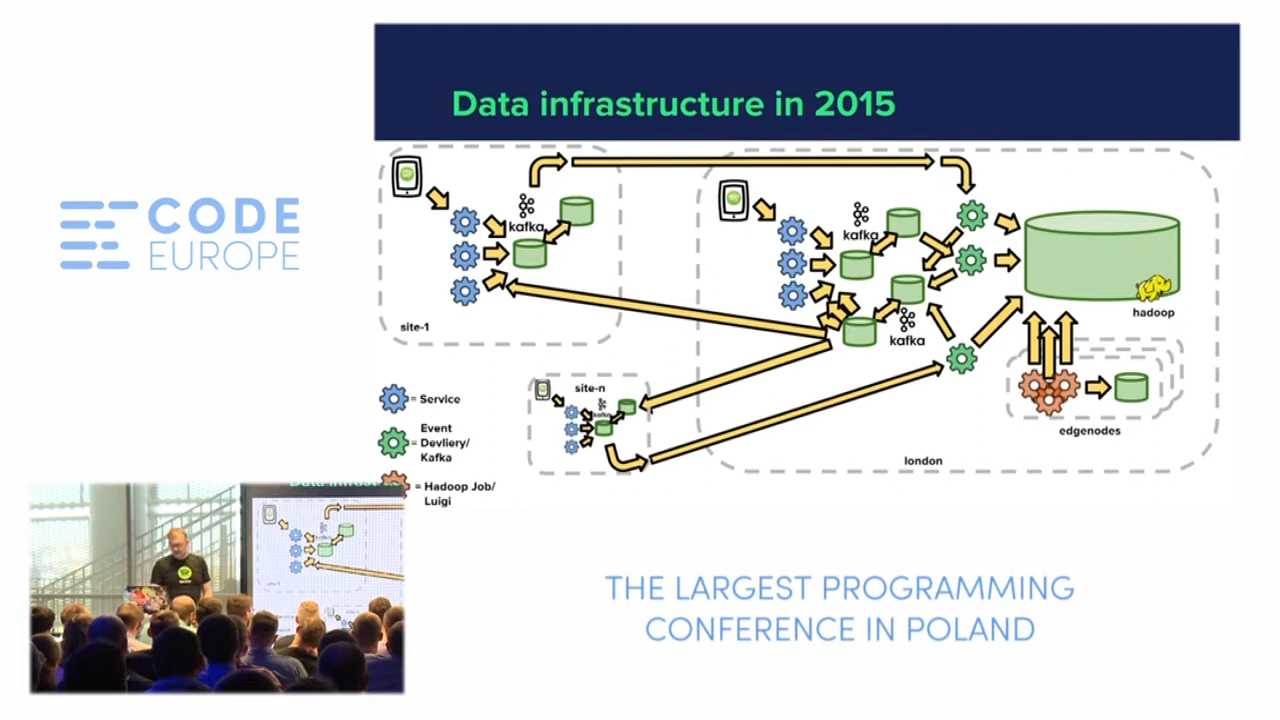 Data infrastructure in 2015
CODE
EUROPE
kafka
kafka
hadoop
site-1
kafka
site-n
= Service
Event
= Devliery/
Kafka
edgenodes
london
= Hadoop Job/
Luigi
THE LARGEST PROGRAMMING
CONFERENCE IN POLAND